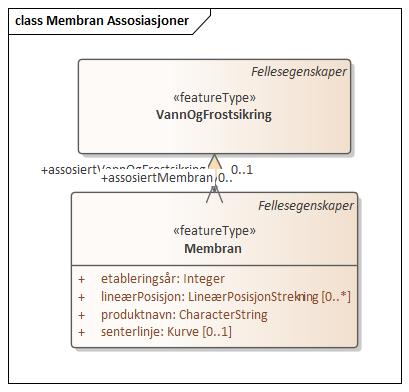 class Membran Assosiasjoner
Fellesegenskaper
«featureType»
VannOgFrostsikring
+assosiertVannOgFrostsikring 0..1
+assosiertMembran 0..
Fellesegenskaper
«featureType»
Membran
+ etableringsår: Integer
+ lineærPosisjon: LineærPosisjonStrekning [0..*]
+ produktnavn: CharacterString
+ senterlinje: Kurve [0..1]